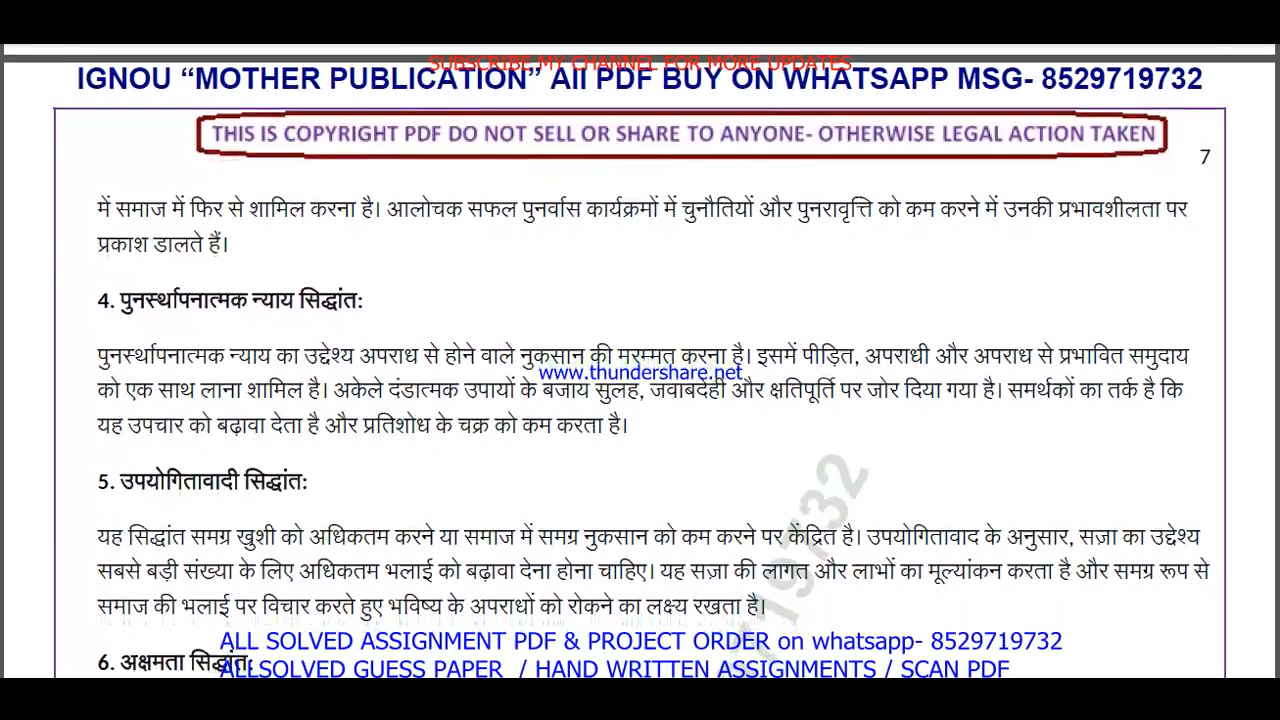 SUBSCRIBE MY CHANNEL FOR MORE UPDATES
IGNOU “MOTHER PUBLICATION” All PDF BUY ON WHATSAPP MSG- 8529719732
THIS IS COPYRIGHT PDF DO NOT SELL OR SHARE TO ANYONE- OTHERWISE LEGAL ACTION TAKEN
7
में समाज में फिर से शामिल करना है। आलोचक सफल पुनर्वास कार्यक्रमों में चुनौतियों और पुनरावृत्ति को कम करने में उनकी प्रभावशीलता पर
प्रकाश डालते हैं।
4. पुनर्स्थापनात्मक न्याय सिद्धांत:
पुनर्स्थापनात्मक न्याय का उद्देश्य अपराध से होने वाले नुकसान की मरम्मत करना है। इसमें पीड़ित, अपराधी और अपराध से प्रभावित समुदाय
www.thundershare.net
को एक साथ लाना शामिल है। अकेले दंडात्मक उपायों के बजाय सुलह, जवाबदेही और क्षतिपूर्ति पर जोर दिया गया है। समर्थकों का तर्क है कि
यह उपचार को बढ़ावा देता है और प्रतिशोध के चक्र को कम करता है।
5. उपयोगितावादी सिद्धांत:
यह सिद्धांत समग्र खुशी को अधिकतम करने या समाज में समग्र नुकसान को कम करने पर केंद्रित है। उपयोगितावाद के अनुसार, सज़ा का उद्देश्य
सबसे बड़ी संख्या के लिए अधिकतम भलाई को बढ़ावा देना होना चाहिए। यह सज़ा की लागत और लाभों का मूल्यांकन करता है और समग्र रूप से
समाज की भलाई पर विचार करते हुए भविष्य के अपराधों को रोकने का लक्ष्य रखता है।
719732
ALL SOLVED ASSIGNMENT PDF & PROJECT ORDER on whatsapp- 8529719732
6. अक्षमता सिद्धांत:
ALLSOLVED GUESS PAPER / HAND WRITTEN ASSIGNMENTS / SCAN PDF